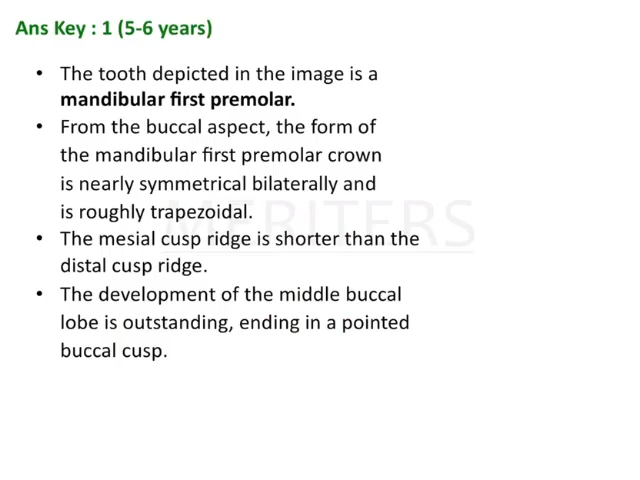 Ans Key : 1 (5-6 years)
• The tooth depicted in the image is a
mandibular first premolar.
• From the buccal aspect, the form of
the mandibular first premolar crown
is nearly symmetrical bilaterally and
is roughly trapezoidal.
MERITERS
• The mesial cusp ridge is shorter than the
distal cusp ridge.
• The development of the middle buccal
lobe is outstanding, ending in a pointed
buccal cusp.